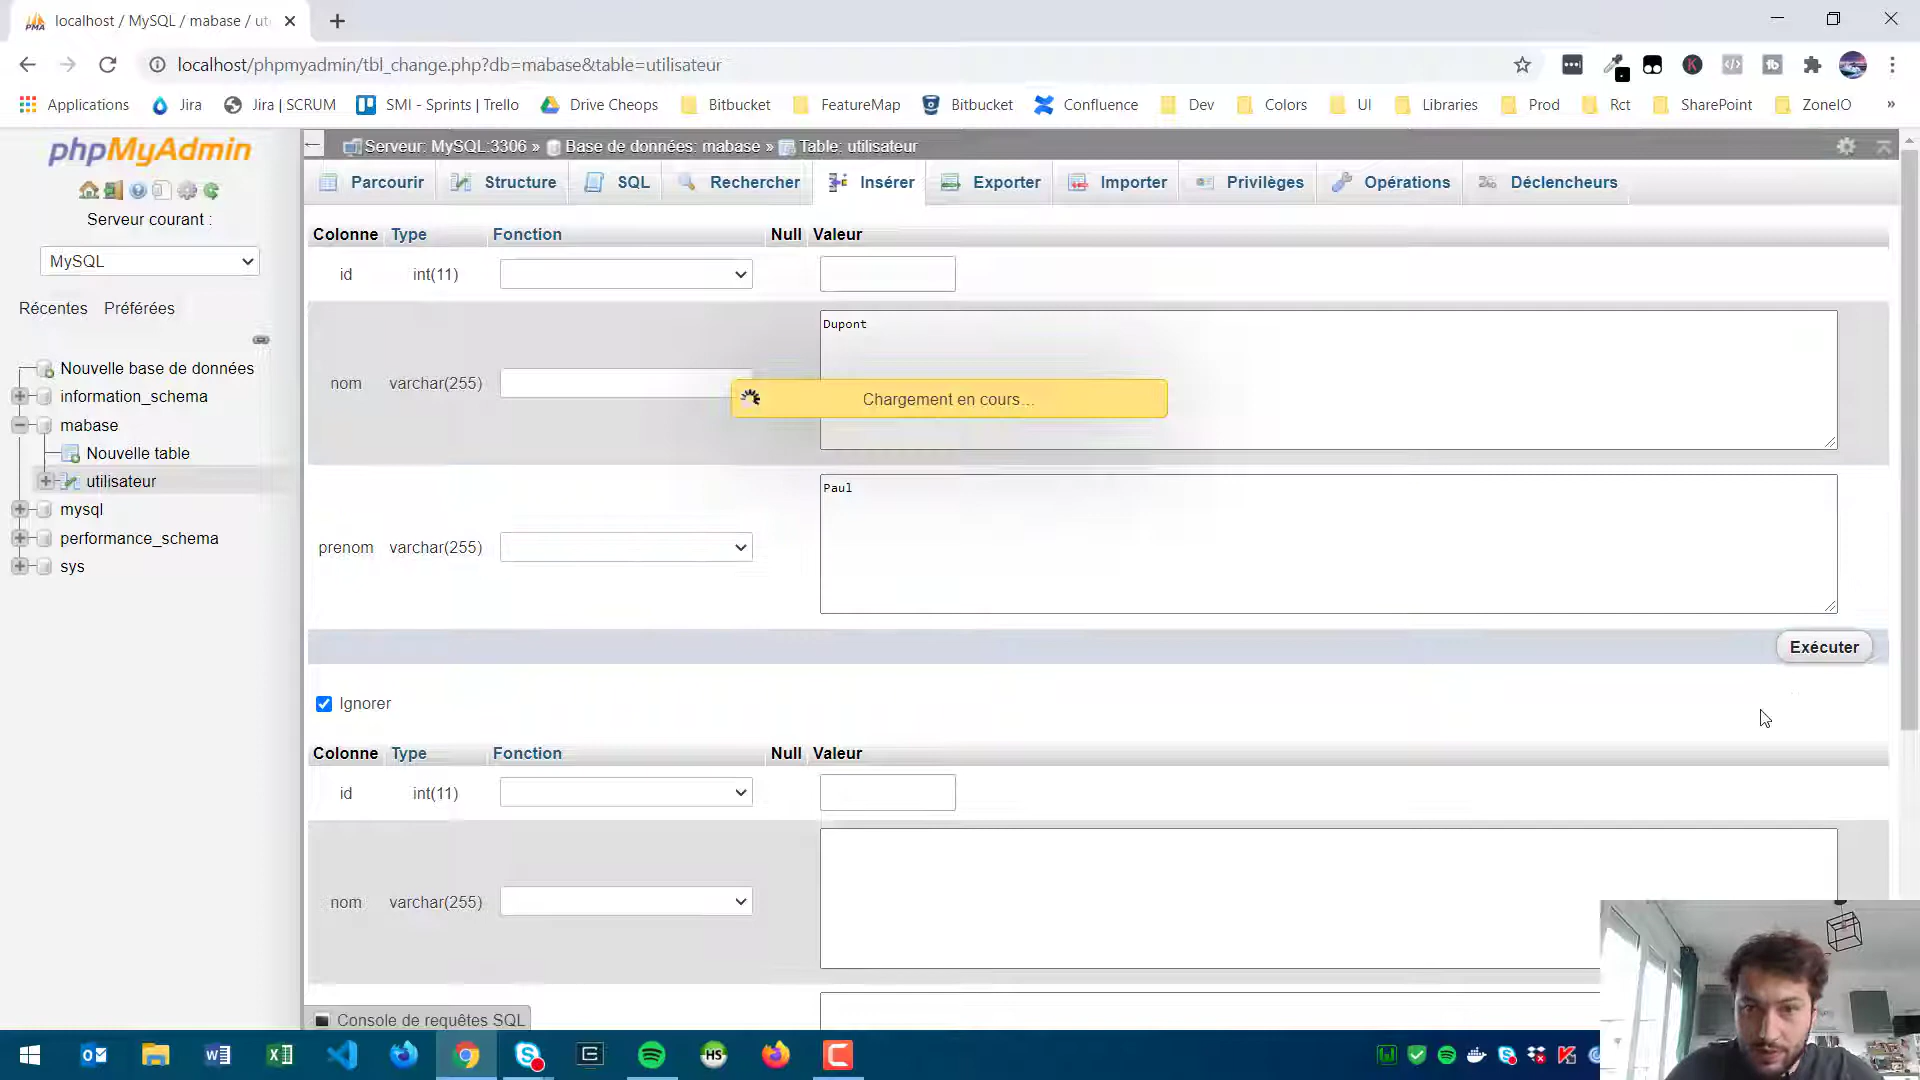 localhost / MySQL / mabase / ut
localhost/phpmyadmin/tbl_change.php?db=mabase&table=utilisateur
Applications Jira Jira | SCRUM SMI - Sprints | Trello Drive Cheops Bitbucket FeatureMap Bitbucket Confluence Dev Colors UI Libraries Prod Rct SharePoint ZoneIO »
phpMyAdmin
Serveur courant :
MySQL
Récentes Préférées
Nouvelle base de données
information_schema
mabase
Nouvelle table
utilisateur
mysql
performance_schema
sys
Serveur: MySQL:3306 » Base de données: mabase » Table: utilisateur
Parcourir Structure SQL Rechercher Insérer Exporter Importer Privilèges Opérations Déclencheurs
Colonne Type Fonction Null Valeur
id int(11)
nom varchar(255) Dupont
Chargement en cours...
prenom varchar(255) Paul
Exécuter
Ignorer
Colonne Type Fonction Null Valeur
id int(11)
nom varchar(255)
Console de requêtes SQL